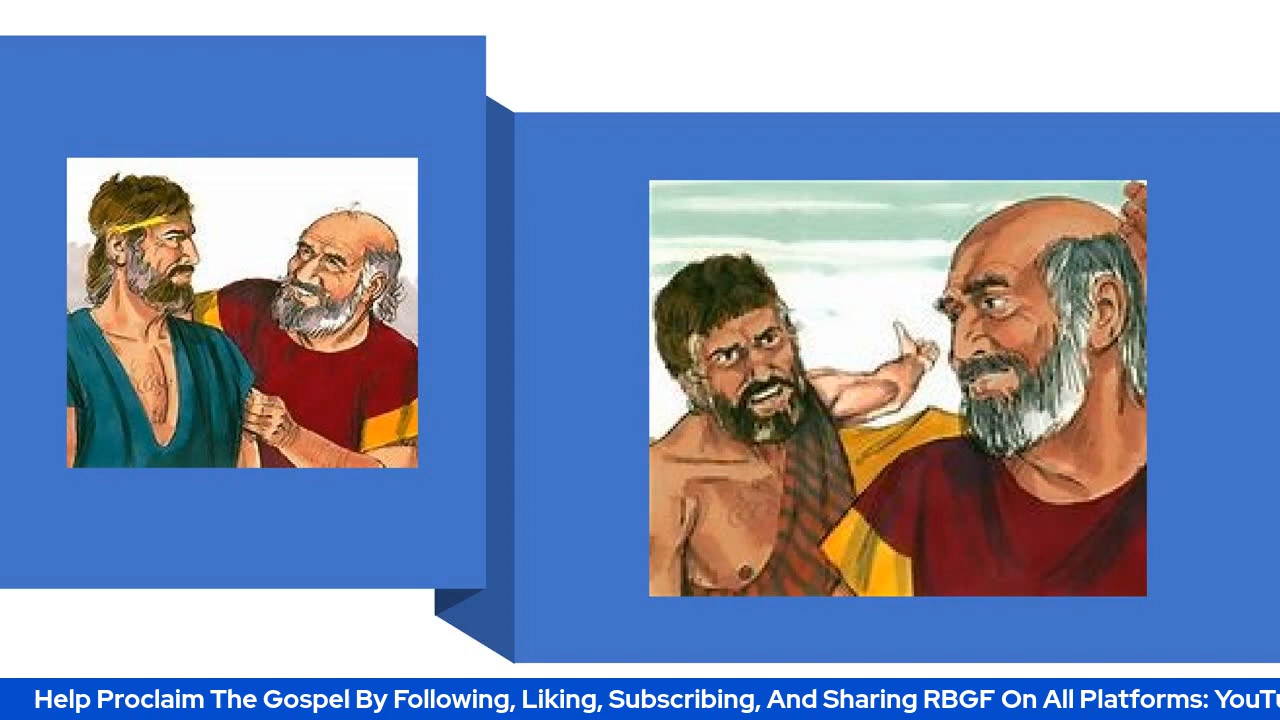 Help Proclaim The Gospel By Following, Liking, Subscribing, And Sharing RBGF On All Platforms: